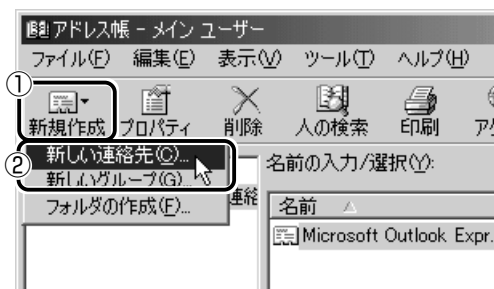 アドレス帳 - メイン ユーザー
ファイル(F) 編集(E) 表示(V) ツール(T) ヘルプ(H)
①
新規作成 プロパティ 削除 人の検索 印刷
②
新しい連絡先(C)...
新しいグループ(G)...
フォルダの作成(F)...
連絡
名前の入力/選択(Y):
名前
Microsoft Outlook Expr.